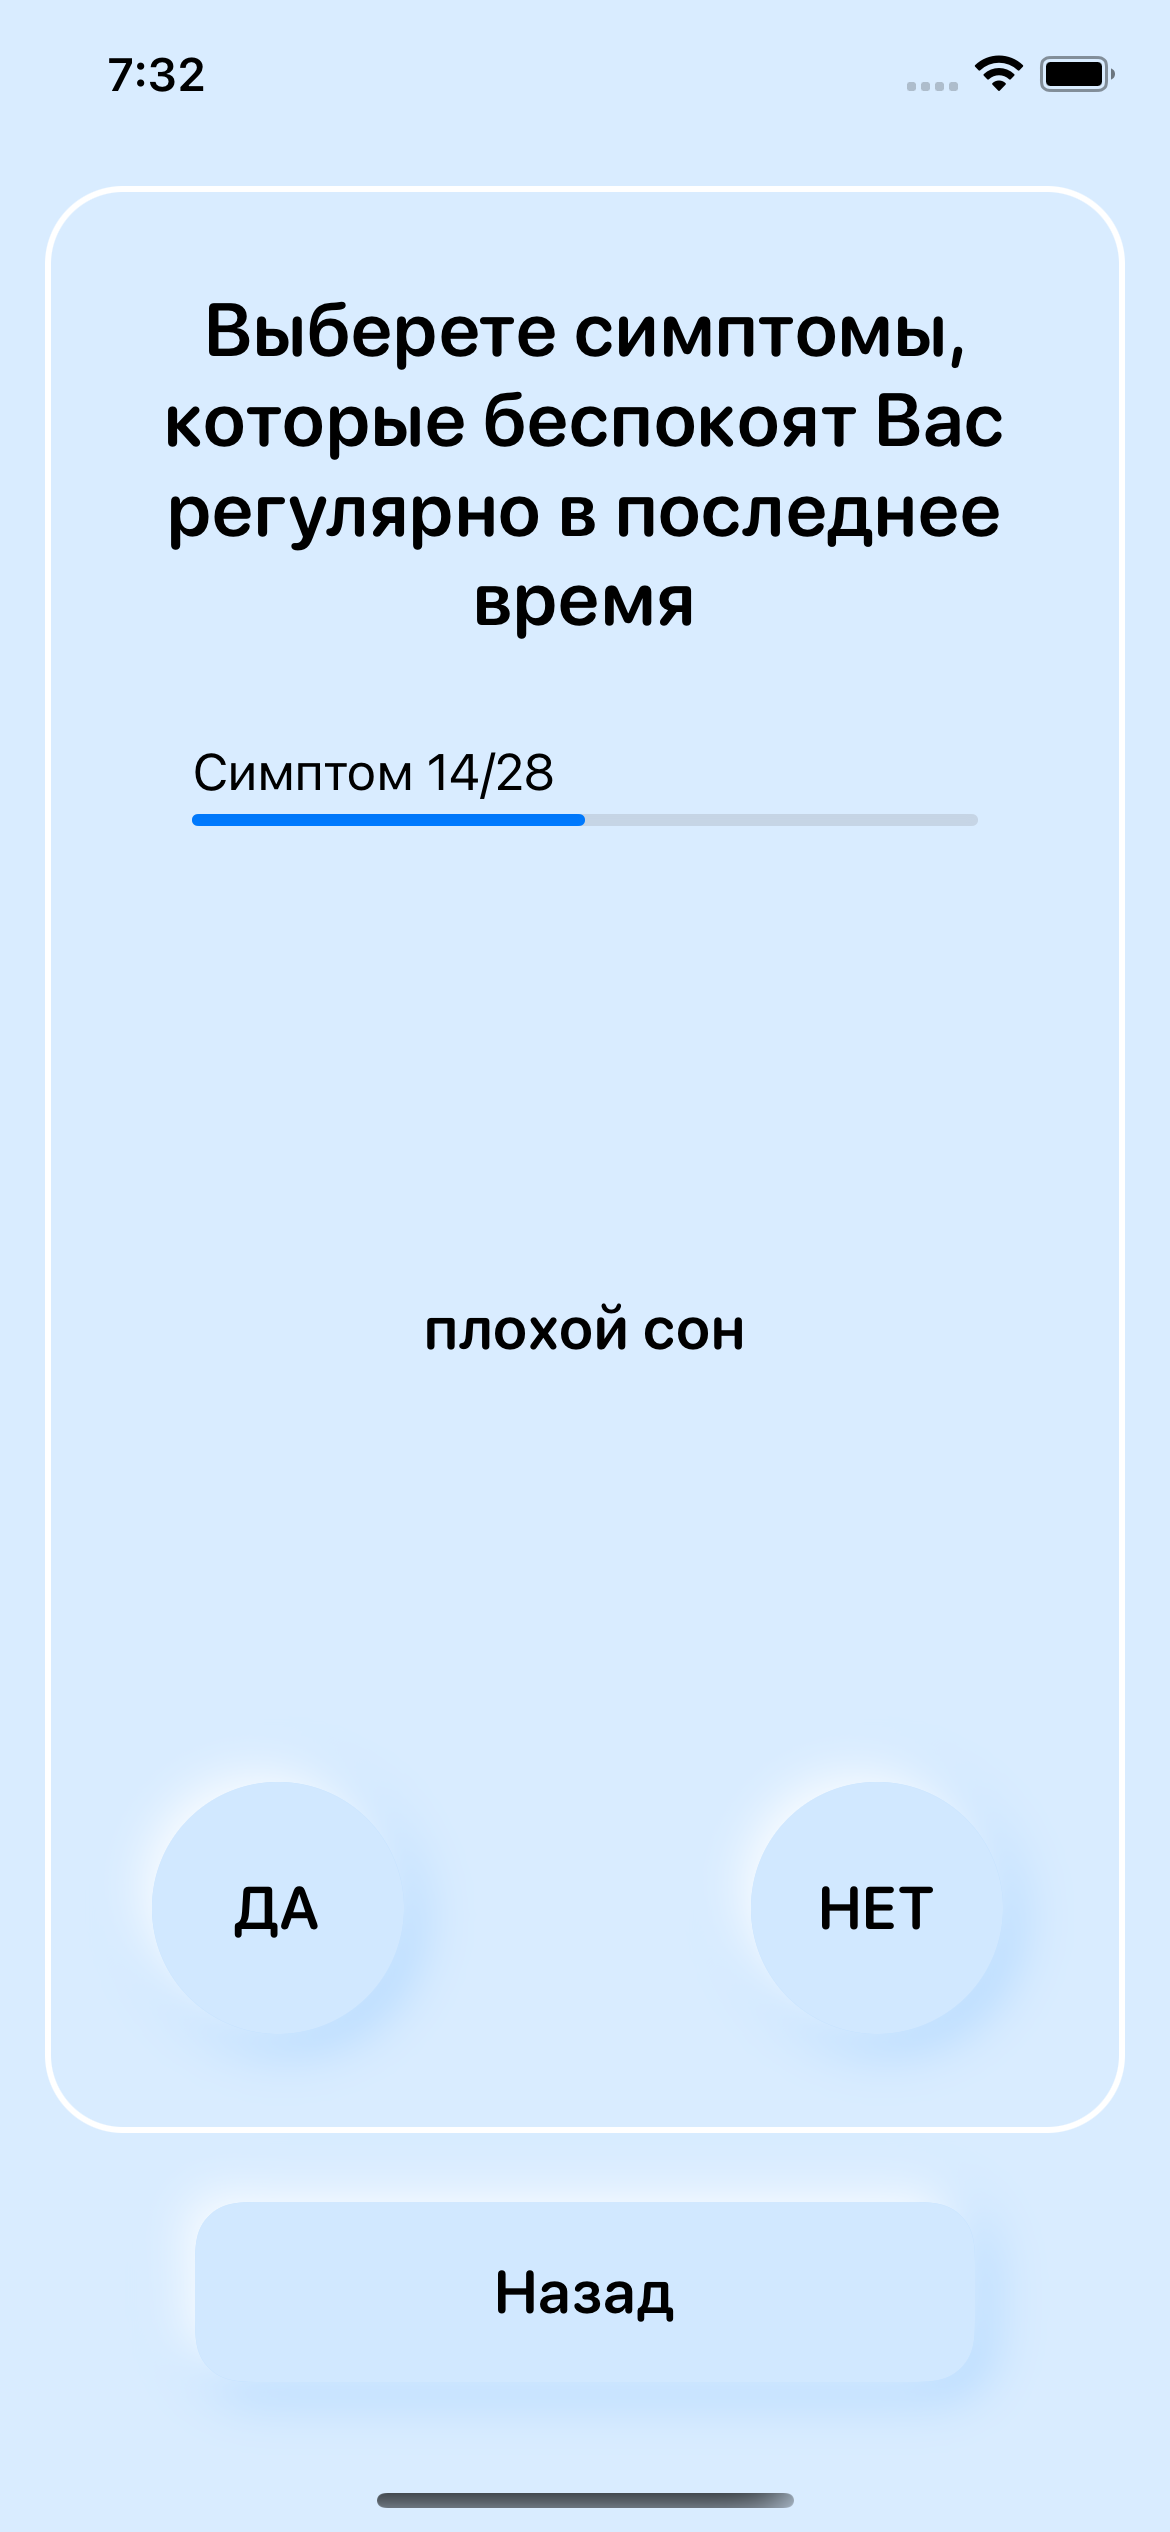 7:32
Выберете симптомы,
которые беспокоят Вас
регулярно в последнее
время
Симптом 14/28
плохой сон
ДА
НЕТ
Назад